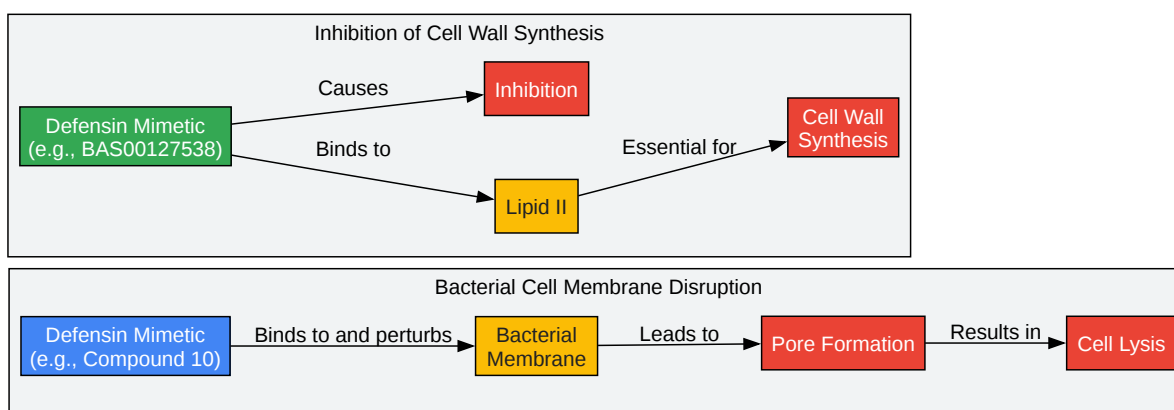 Inhibition of Cell Wall Synthesis
Causes
Inhibition
Defensin Mimetic
(e.g., BAS00127538)
Binds to
Lipid II
Essential for
Cell Wall
Synthesis
Bacterial Cell Membrane Disruption
Defensin Mimetic
(e.g., Compound 10)
Binds to and perturbs
Bacterial
Membrane
Leads to
Pore Formation
Results in
Cell Lysis